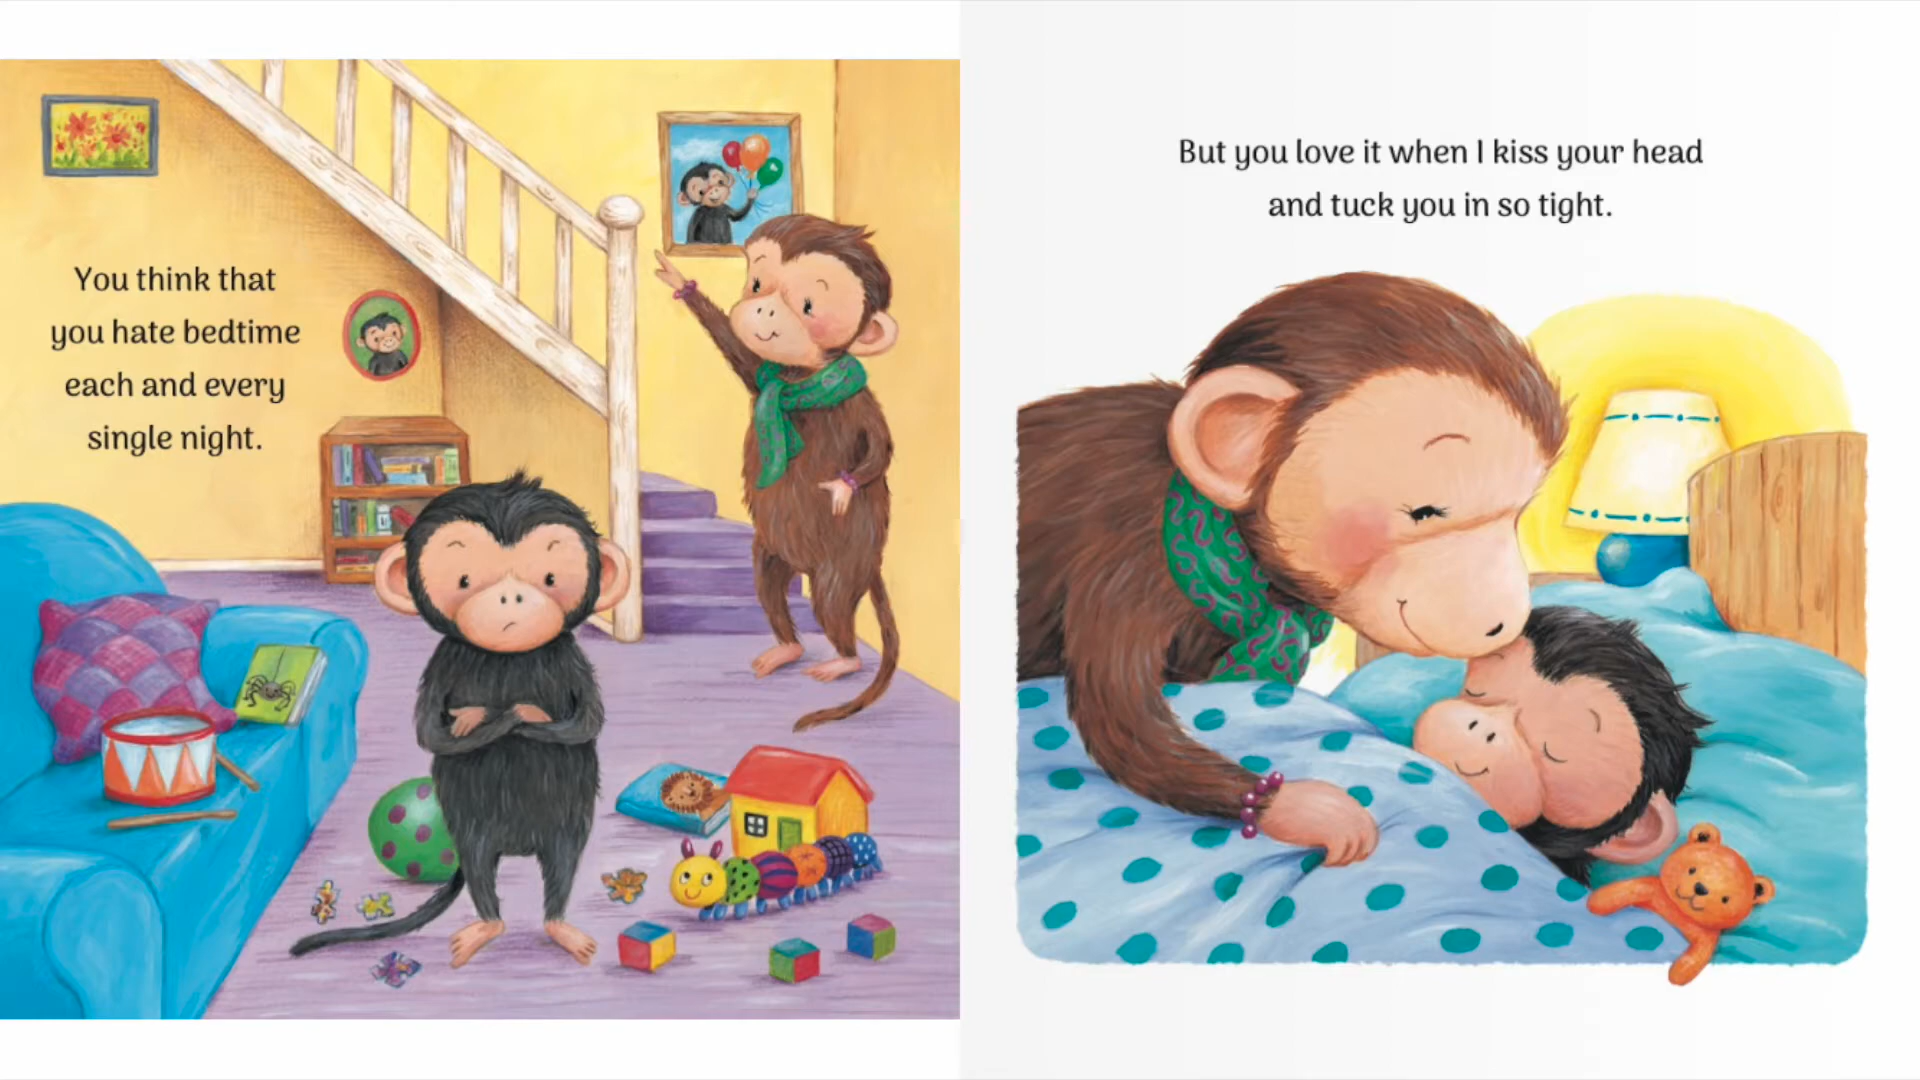 You think that
you hate bedtime
each and every
single night.
But you love it when I kiss your head
and tuck you in so tight.